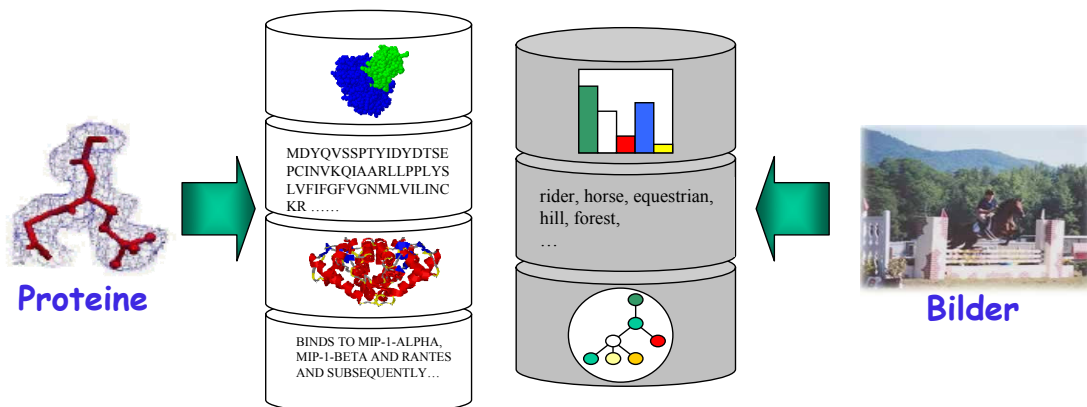 MDYQVSSPTYIDYDTSE
PCINVKQIAARLLPPLYS
LVFIFGFVGNMLVILINC
KR ……
BINDS TO MIP-1-ALPHA,
MIP-1-BETA AND RANTES
AND SUBSEQUENTLY…
rider, horse, equestrian,
hill, forest,
…
Proteine
Bilder